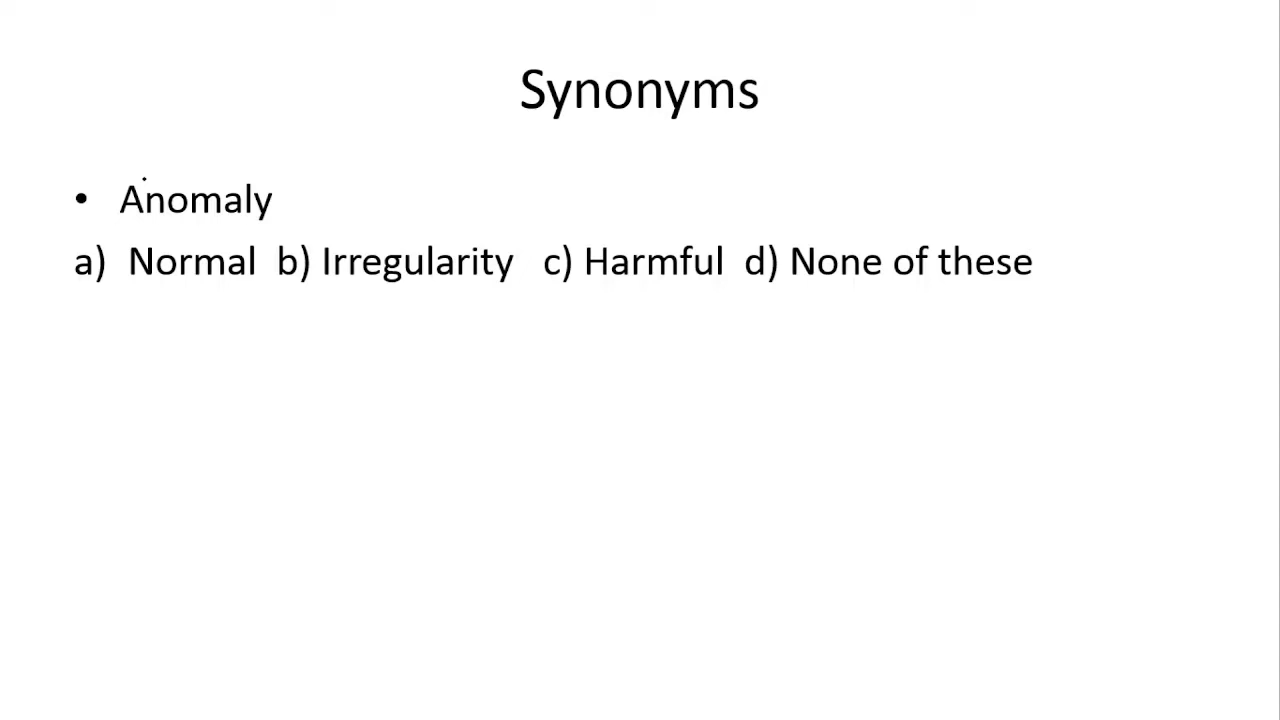 Synonyms
• Anomaly
a) Normal b) Irregularity c) Harmful d) None of these